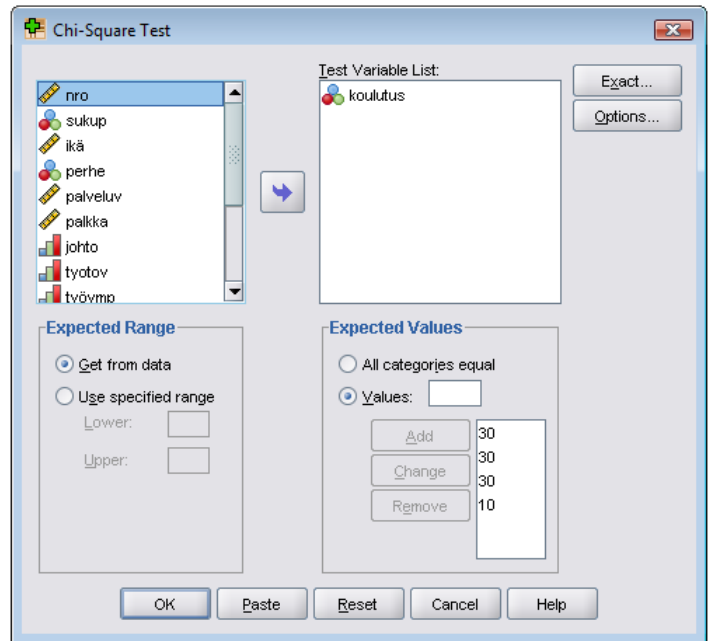 Chi-Square Test
nro
sukup
ikä
perhe
palveluv
palkka
johto
tyotov
työymp
Test Variable List:
koulutus
Exact...
Options...
Expected Range
Get from data
Use specified range
Lower:
Upper:
Expected Values
All categories equal
Values:
Add
Change
Remove
30
30
30
10
OK
Paste
Reset
Cancel
Help